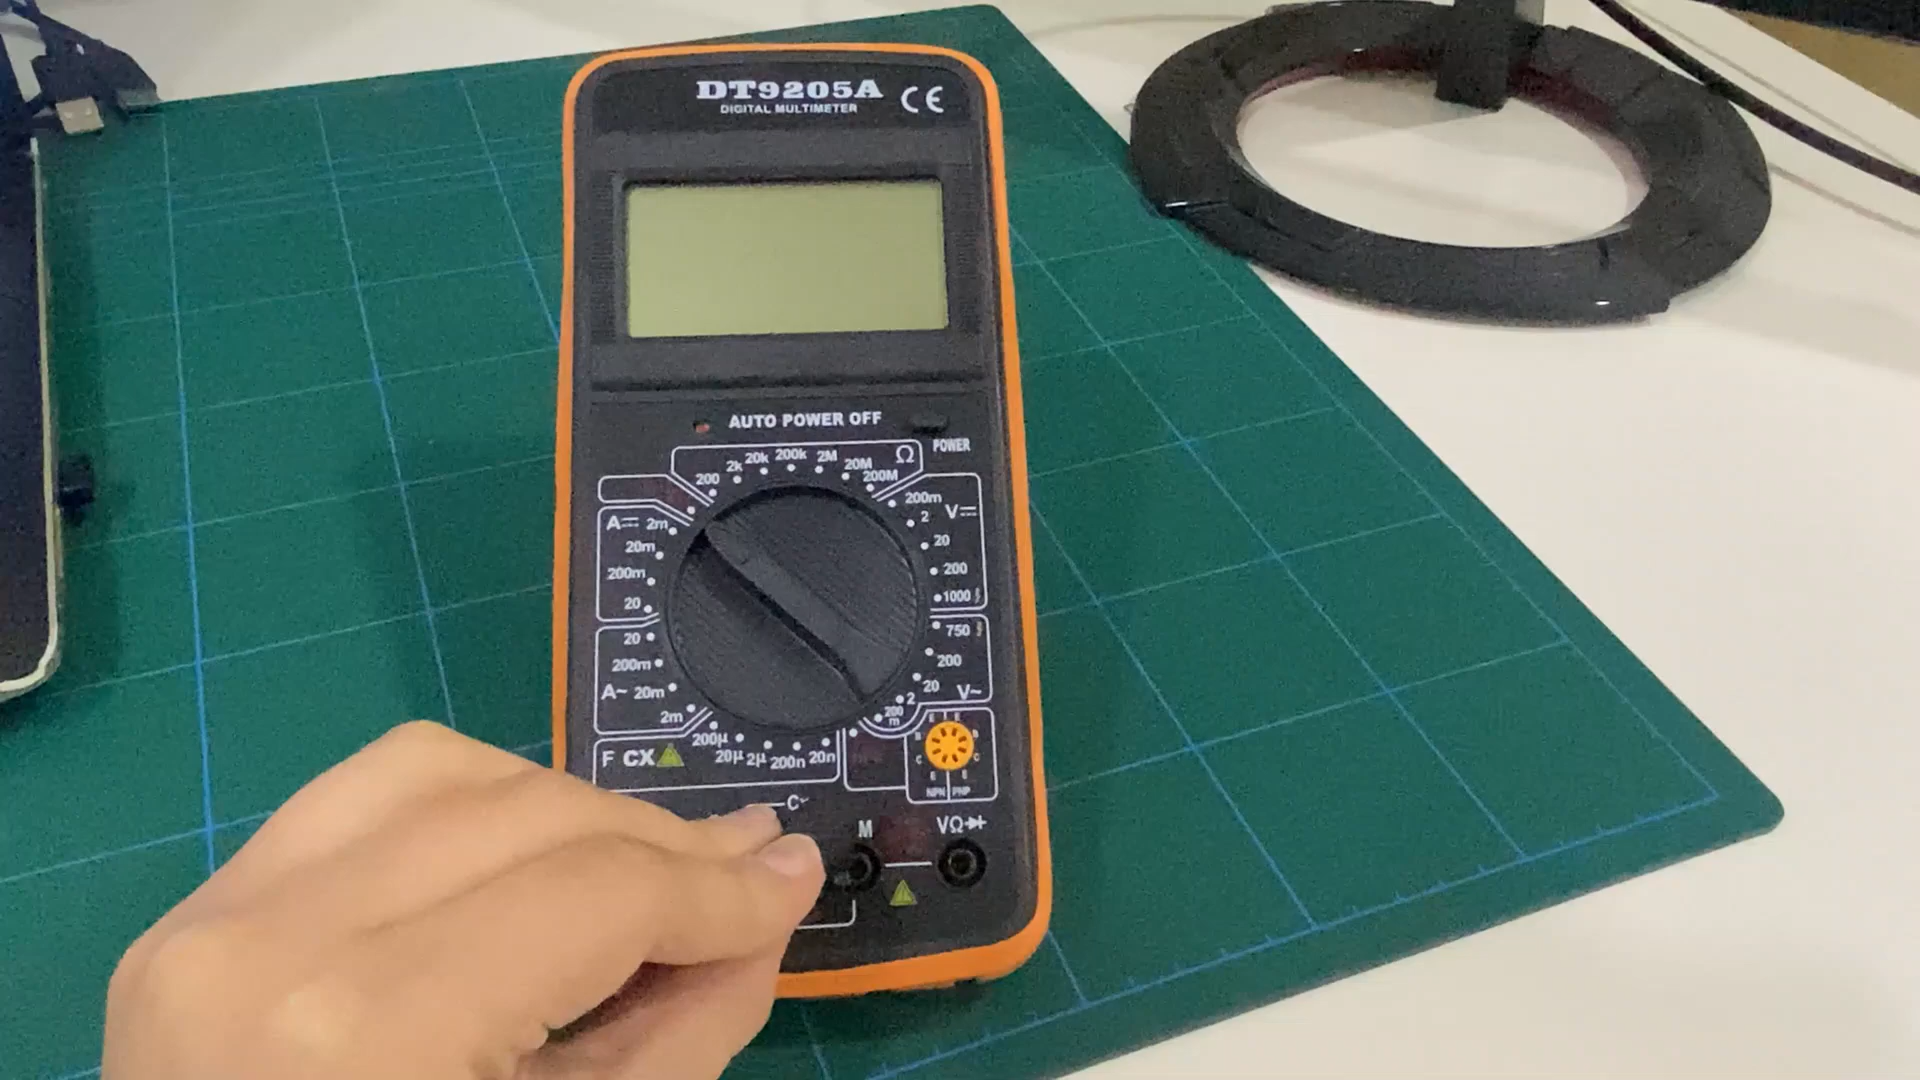 DT9205A
DIGITAL MULTIMETER
CE
AUTO POWER OFF
POWER
200 2k 20k 200k 2M 20M 200M Ω
A⎓ 2m
20m
200m
20
20
200m
A~ 20m
2m
200m V⎓
2
20
200
1000
750
200
20 V~
2
200
m
F CX
200µ 20µ 2µ 200n 20n
E E
B B
C C
E E
NPN PNP
M
VΩ